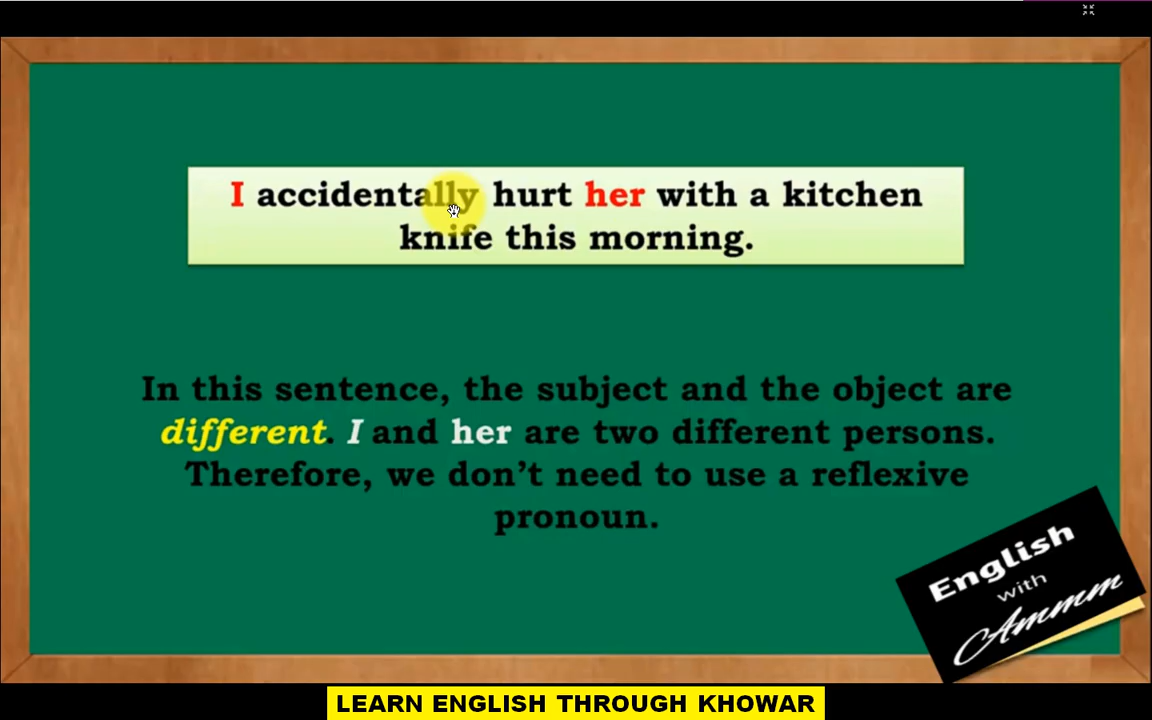 I accidentally hurt her with a kitchen
knife this morning.
In this sentence, the subject and the object are
different. I and her are two different persons.
Therefore, we don’t need to use a reflexive
pronoun.
English
with
Ammm
LEARN ENGLISH THROUGH KHOWAR